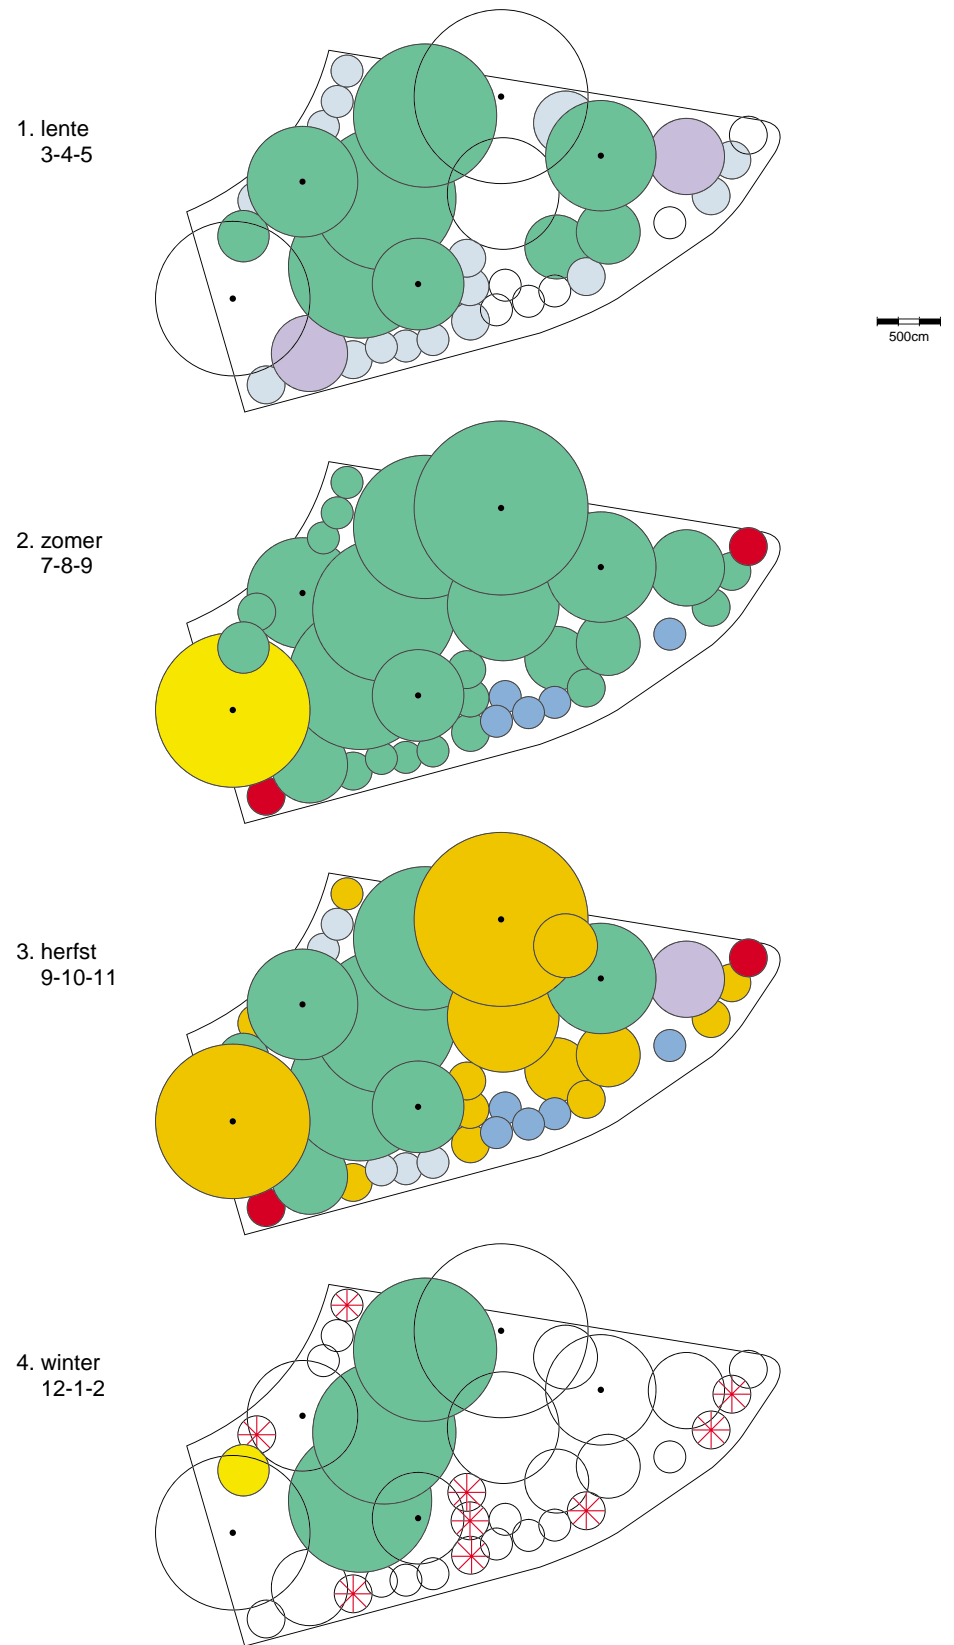 1. lente
3-4-5
500cm
2. zomer
7-8-9
3. herfst
9-10-11
4. winter
12-1-2